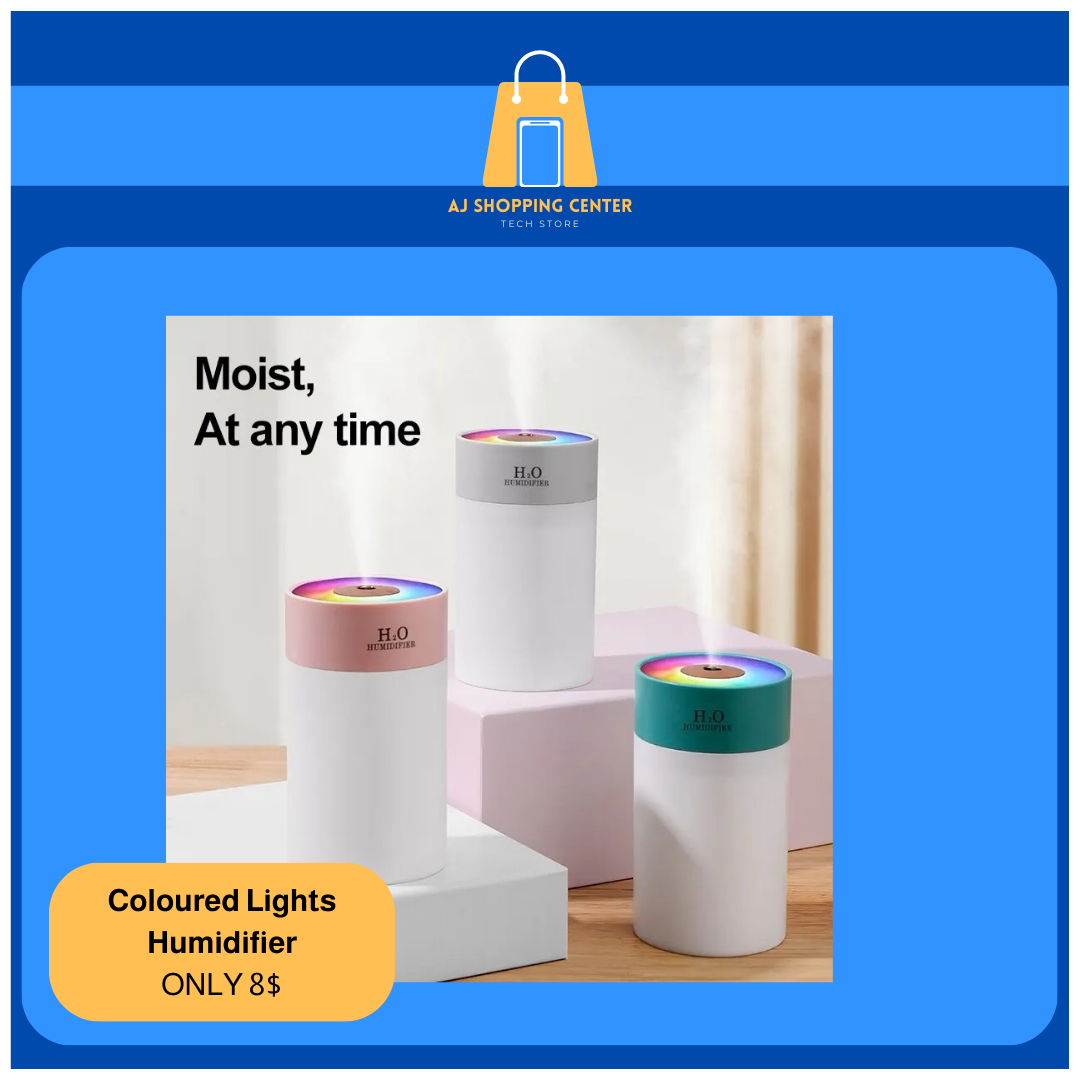 AJ SHOPPING CENTER
TECH STORE
Moist,
At any time
H₂O
HUMIDIFIER
H₂O
HUMIDIFIER
H₂O
HUMIDIFIER
Coloured Lights
Humidifier
ONLY 8$